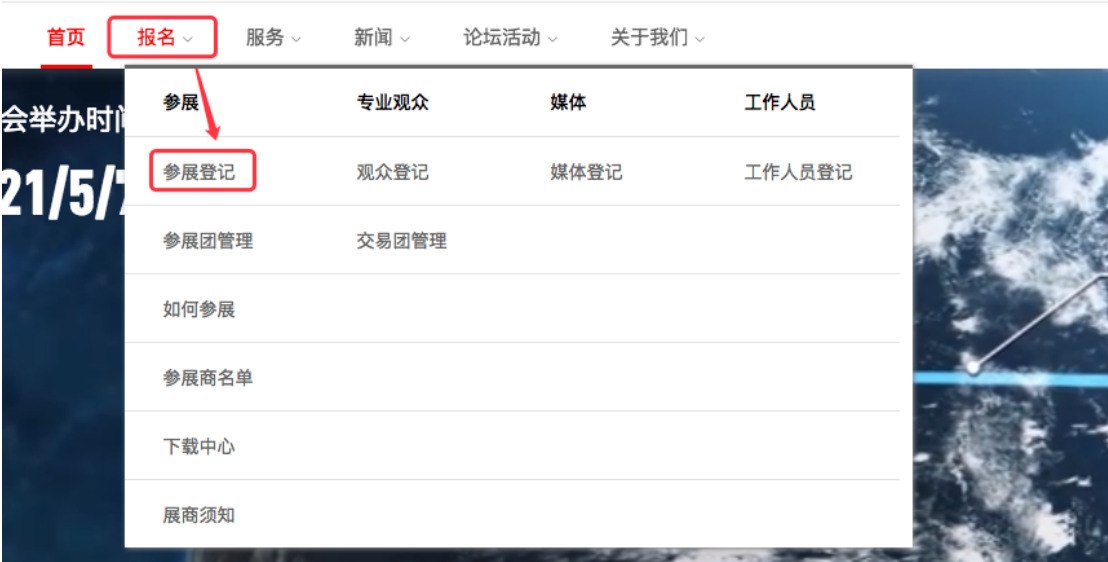 首页 报名 服务 新闻 论坛活动 关于我们
会举办时
21/5/7
参展 专业观众 媒体 工作人员
参展登记 观众登记 媒体登记 工作人员登记
参展团管理 交易团管理
如何参展
参展商名单
下载中心
展商须知